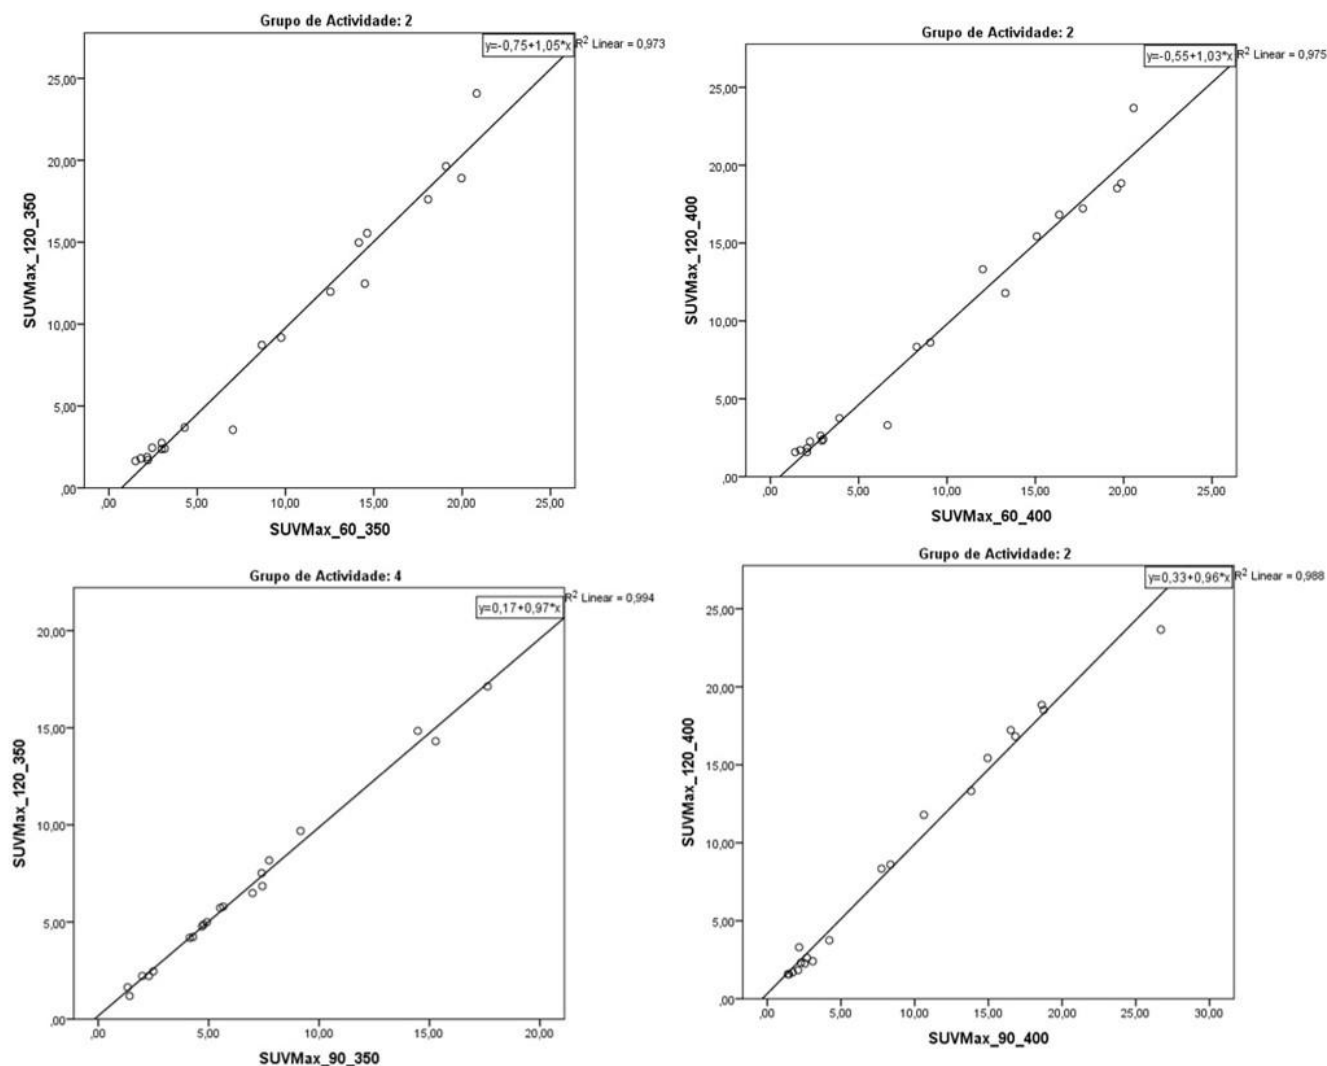 Grupo de Actividade: 2
y=-0,75+1,05*x
R2 Linear = 0,973
25,00
20,00
15,00
10,00
5,00
,00
SUVMax_120_350
,00 5,00 10,00 15,00 20,00 25,00
SUVMax_60_350
Grupo de Actividade: 2
y=-0,55+1,03*x
R2 Linear = 0,975
25,00
20,00
15,00
10,00
5,00
,00
SUVMax_120_400
,00 5,00 10,00 15,00 20,00 25,00
SUVMax_60_400
Grupo de Actividade: 4
y=0,17+0,97*x
R2 Linear = 0,994
20,00
15,00
10,00
5,00
,00
SUVMax_120_350
,00 5,00 10,00 15,00 20,00
SUVMax_90_350
Grupo de Actividade: 2
y=0,33+0,96*x
R2 Linear = 0,988
25,00
20,00
15,00
10,00
5,00
,00
SUVMax_120_400
,00 5,00 10,00 15,00 20,00 25,00 30,00
SUVMax_90_400